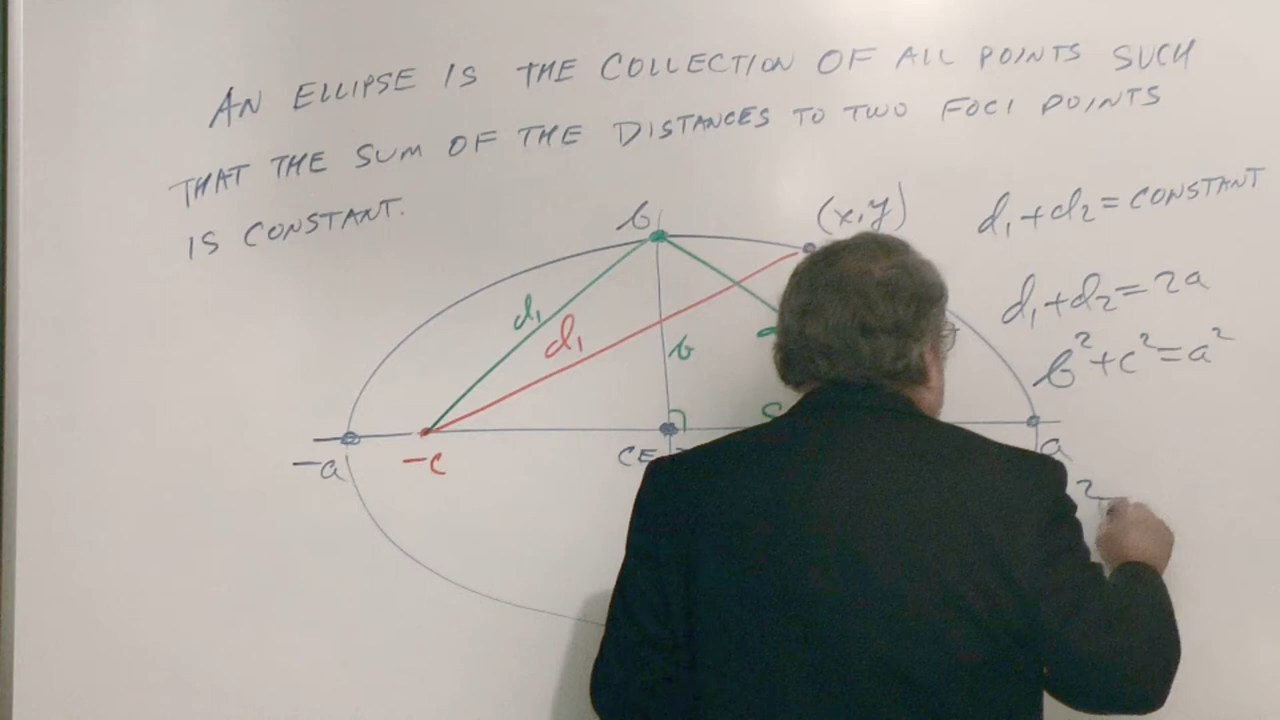 AN ELLIPSE IS THE COLLECTION OF ALL POINTS SUCH
THAT THE SUM OF THE DISTANCES TO TWO FOCI POINTS
IS CONSTANT.
b
(x,y)
d₁+d₂=CONSTANT
d₁
d₁
b
d₁+d₂=2a
b²+c²=a²
-a
-c
CE
a
2